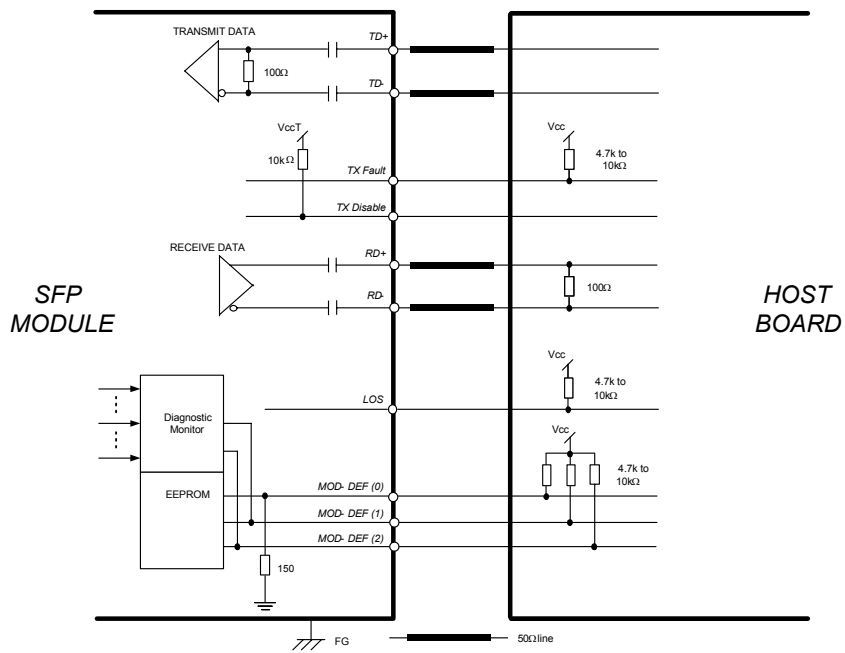 TRANSMIT DATA
TD+
100Ω
TD-
VccT
10kΩ
Vcc
4.7k to
10kΩ
TX Fault
TX Disable
RECEIVE DATA
RD+
100Ω
RD-
SFP
MODULE
HOST
BOARD
Vcc
4.7k to
10kΩ
LOS
Diagnostic
Monitor
Vcc
4.7k to
10kΩ
EEPROM
MOD- DEF (0)
MOD- DEF (1)
MOD- DEF (2)
150
FG
50Ωline